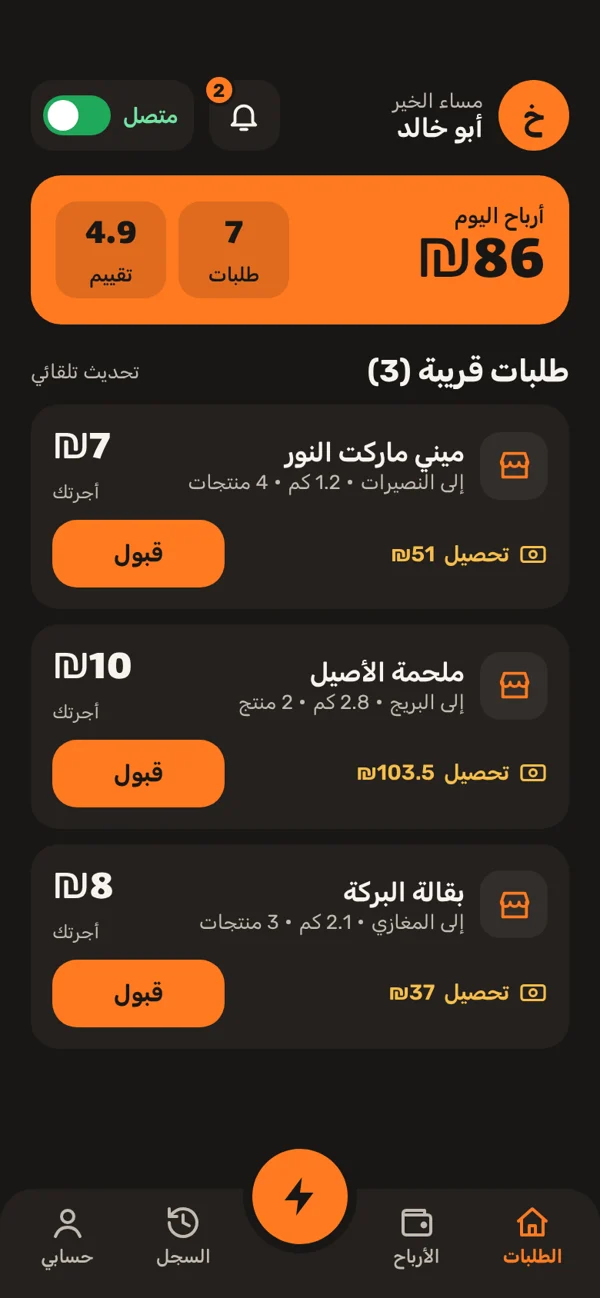 خ
مساء الخير
أبو خالد
2
متصل
أرباح اليوم
₪86
7
طلبات
4.9
تقييم
طلبات قريبة (3)
تحديث تلقائي
ميني ماركت النور
إلى النصيرات • 1.2 كم • 4 منتجات
₪7
أجرتك
تحصيل ₪51
قبول
ملحمة الأصيل
إلى البريج • 2.8 كم • 2 منتج
₪10
أجرتك
تحصيل ₪103.5
قبول
بقالة البركة
إلى المغازي • 2.1 كم • 3 منتجات
₪8
أجرتك
تحصيل ₪37
قبول
الطلبات
الأرباح
السجل
حسابي